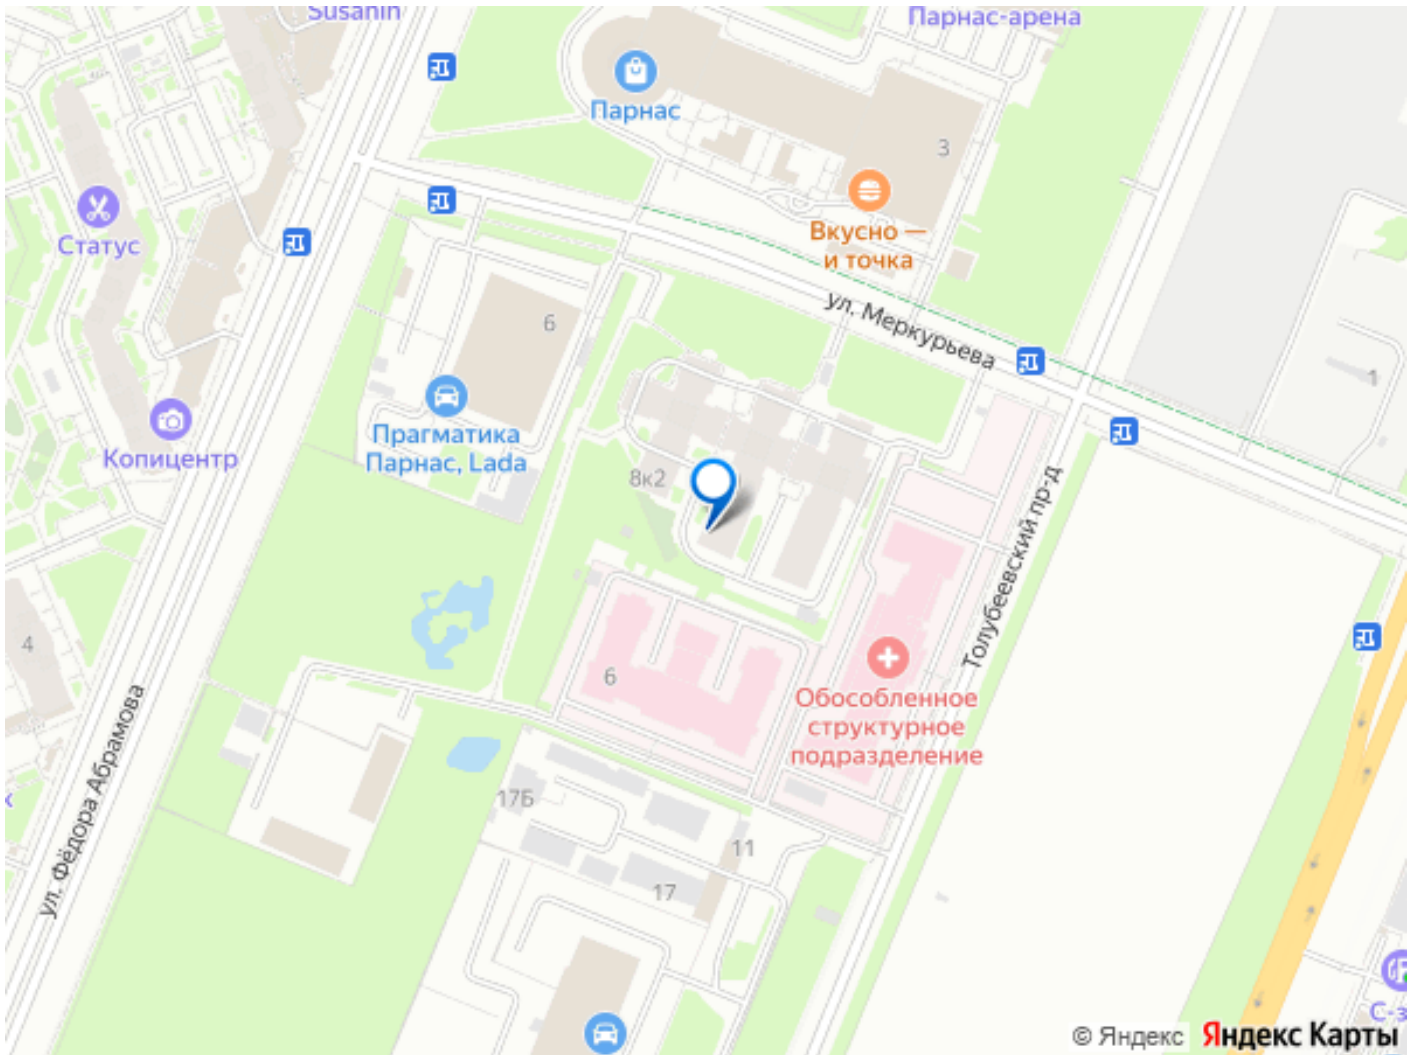 Susanin
Парнас-арена
Парнас
3
Статус
Вкусно —
и точка
ул. Меркурьева
6
1
Прагматика
Парнас, Lada
Копицентр
8к2
Толубеевский пр-д
4
6
Обособленное
структурное
подразделение
ул. Фёдора Абрамова
17Б
11
17
С-з
© Яндекс Яндекс Карты